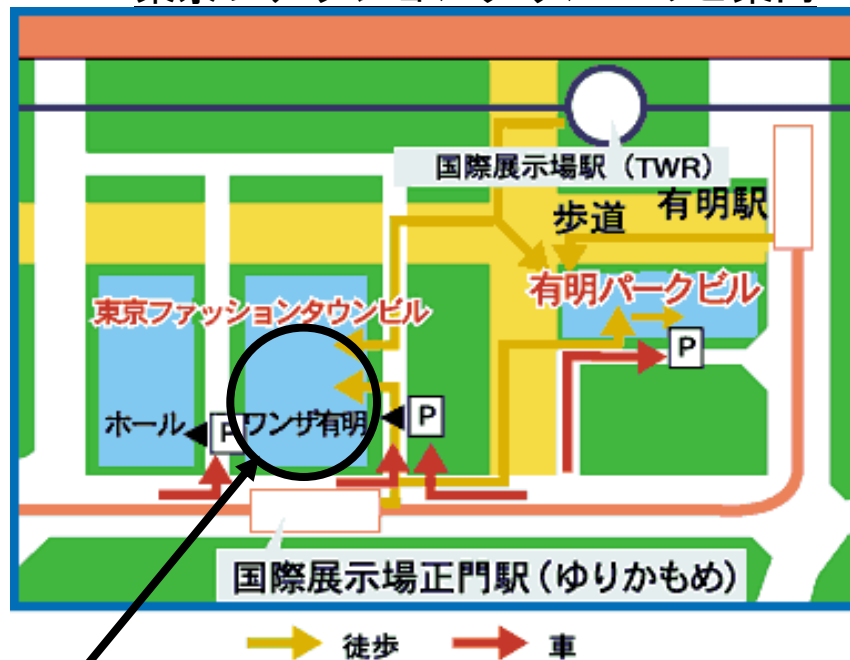 国際展示場駅（TWR）
有明駅
歩道
有明パークビル
東京ファッションタウンビル
P
ホール
P
ワンザ有明
P
国際展示場正門駅（ゆりかもめ）
徒歩
車